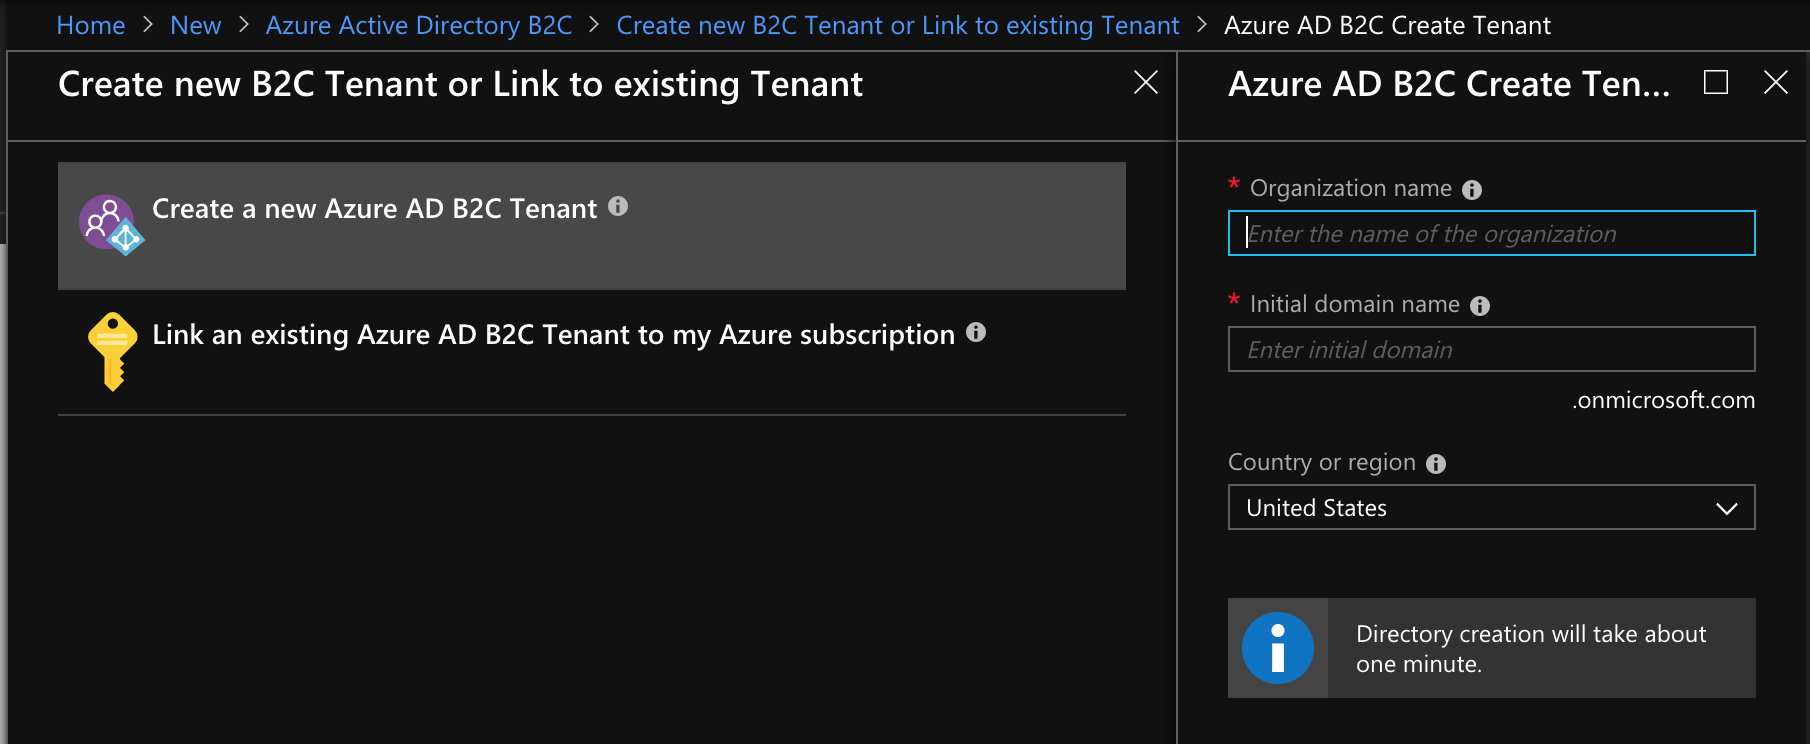 Home > New > Azure Active Directory B2C > Create new B2C Tenant or Link to existing Tenant > Azure AD B2C Create Tenant
Create new B2C Tenant or Link to existing Tenant
Create a new Azure AD B2C Tenant
Link an existing Azure AD B2C Tenant to my Azure subscription
Azure AD B2C Create Ten...
* Organization name
Enter the name of the organization
* Initial domain name
Enter initial domain
.onmicrosoft.com
Country or region
United States
Directory creation will take about
one minute.